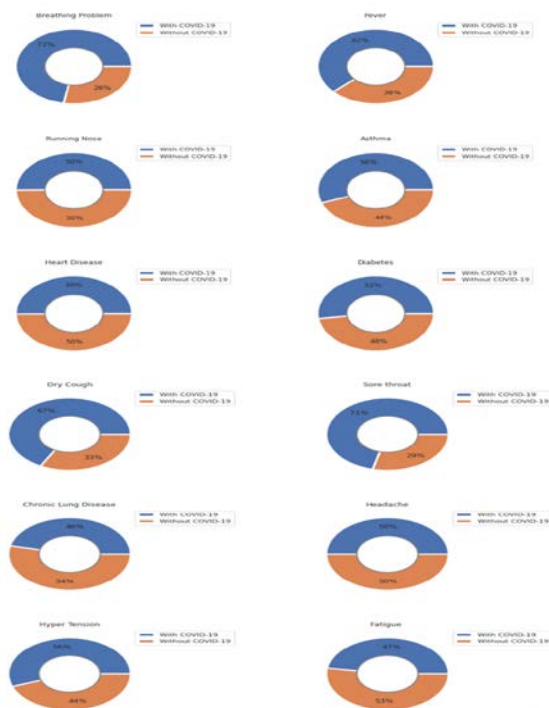 Breathing Problem
With COVID-19
Without COVID-19
72%
28%
Fever
With COVID-19
Without COVID-19
62%
38%
Running Nose
With COVID-19
Without COVID-19
50%
50%
Asthma
With COVID-19
Without COVID-19
56%
44%
Heart Disease
With COVID-19
Without COVID-19
50%
50%
Diabetes
With COVID-19
Without COVID-19
52%
48%
Dry Cough
With COVID-19
Without COVID-19
67%
33%
Sore throat
With COVID-19
Without COVID-19
71%
29%
Chronic Lung Disease
With COVID-19
Without COVID-19
46%
54%
Headache
With COVID-19
Without COVID-19
50%
50%
Hyper Tension
With COVID-19
Without COVID-19
56%
44%
Fatigue
With COVID-19
Without COVID-19
47%
53%